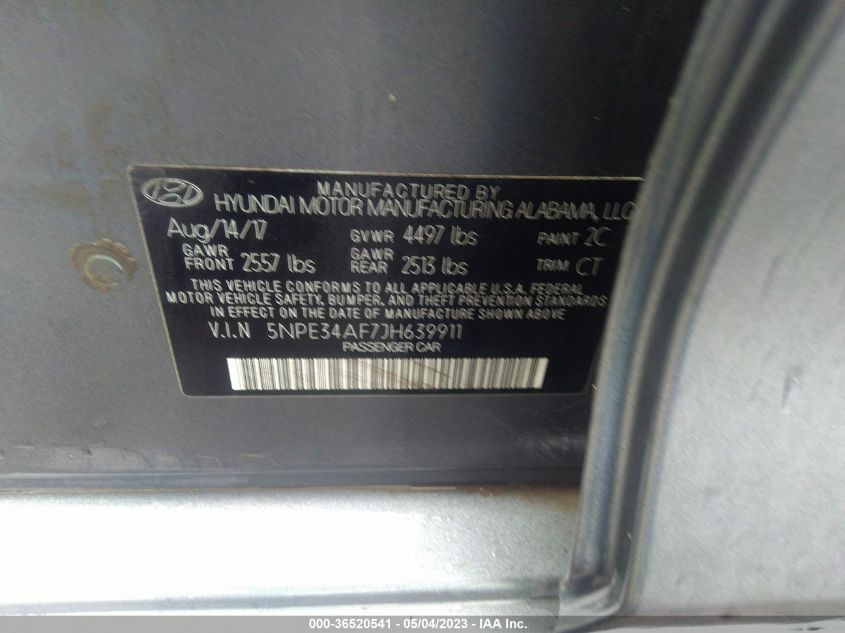 MANUFACTURED BY
HYUNDAI MOTOR MANUFACTURING ALABAMA, LLC
Aug/14/17 GVWR 4497 lbs PAINT 2C
GAWR FRONT 2557 lbs GAWR REAR 2513 lbs TRIM CT
THIS VEHICLE CONFORMS TO ALL APPLICABLE U.S.A. FEDERAL
MOTOR VEHICLE SAFETY, BUMPER, AND THEFT PREVENTION STANDARDS
IN EFFECT ON THE DATE OF MANUFACTURE SHOWN ABOVE.
V.I.N 5NPE34AF7JH639911
PASSENGER CAR
000-36520541 - 05/04/2023 - IAA Inc.